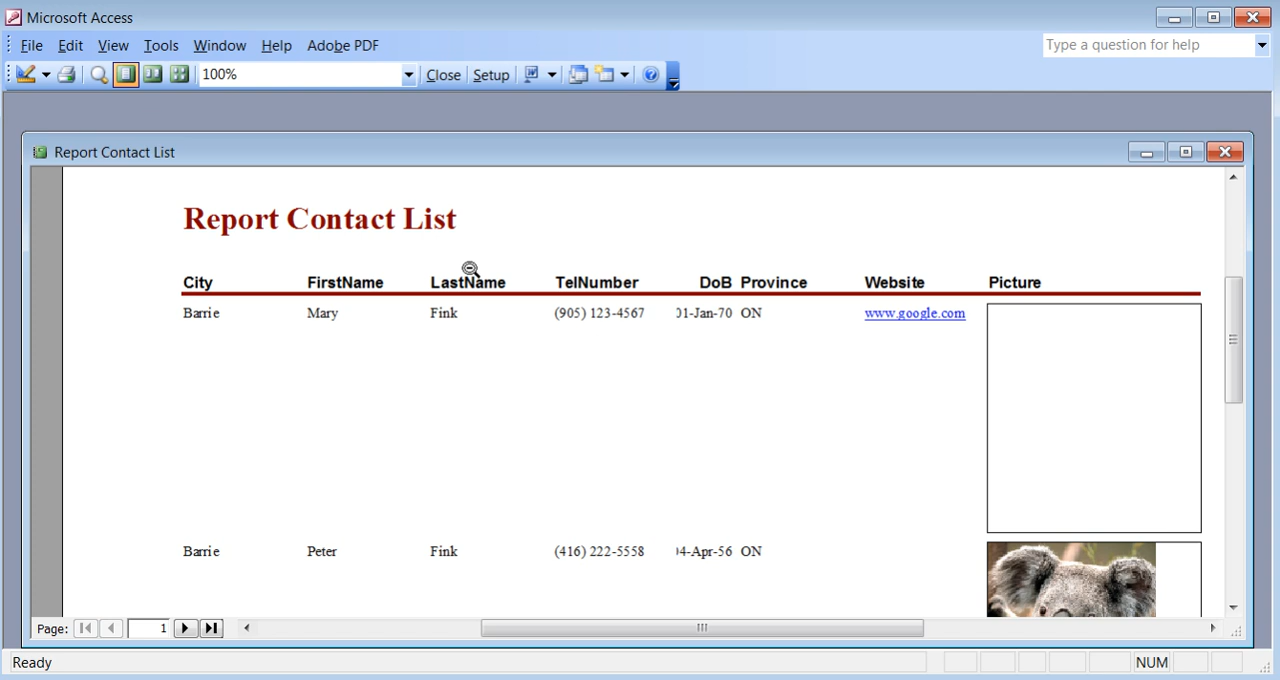 Microsoft Access
File Edit View Tools Window Help Adobe PDF Type a question for help
100% Close Setup
Report Contact List
Report Contact List
City FirstName LastName TelNumber DoB Province Website Picture
Barrie Mary Fink (905) 123-4567 01-Jan-70 ON www.google.com
Barrie Peter Fink (416) 222-5558 04-Apr-56 ON
Page: 1
Ready NUM